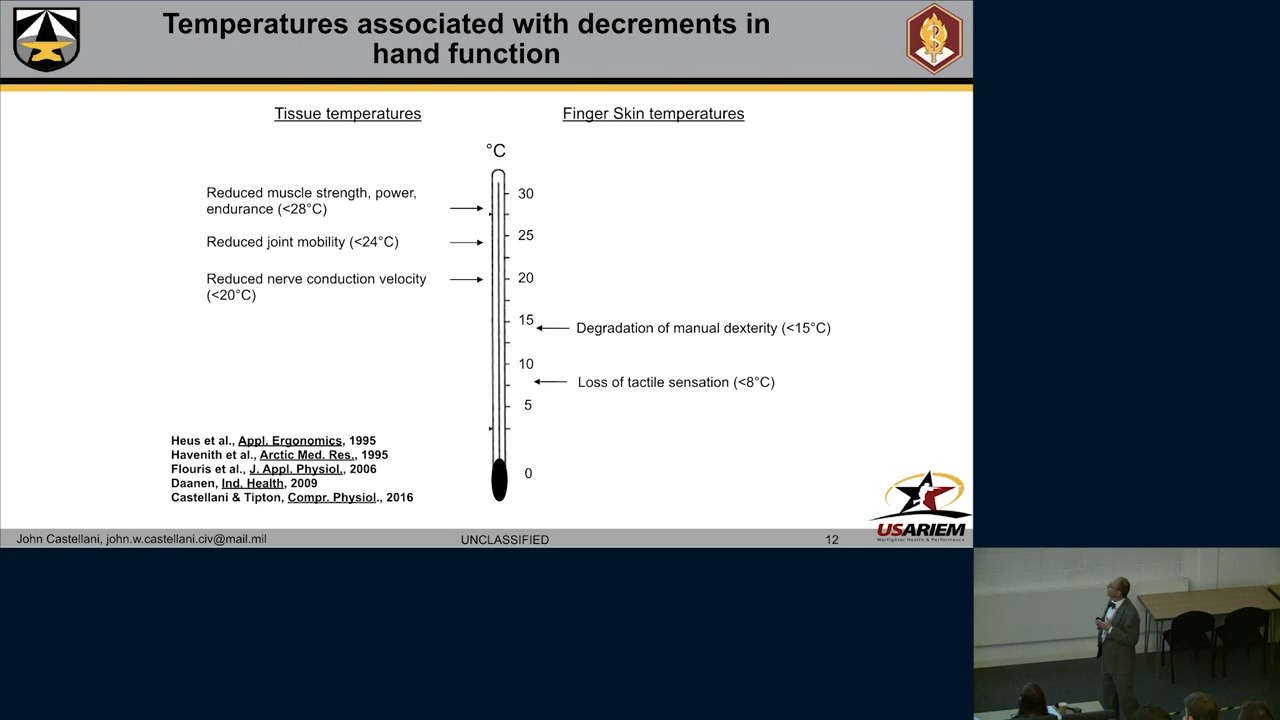 Temperatures associated with decrements in
hand function
Tissue temperatures
Finger Skin temperatures
°C
Reduced muscle strength, power,
endurance (<28°C)
Reduced joint mobility (<24°C)
Reduced nerve conduction velocity
(<20°C)
30
25
20
15
10
5
0
Degradation of manual dexterity (<15°C)
Loss of tactile sensation (<8°C)
Heus et al., Appl. Ergonomics, 1995
Havenith et al., Arctic Med. Res., 1995
Flouris et al., J. Appl. Physiol., 2006
Daanen, Ind. Health, 2009
Castellani & Tipton, Compr. Physiol., 2016
USARIEM
Warfighter Health & Performance
John Castellani, john.w.castellani.civ@mail.mil
UNCLASSIFIED
12